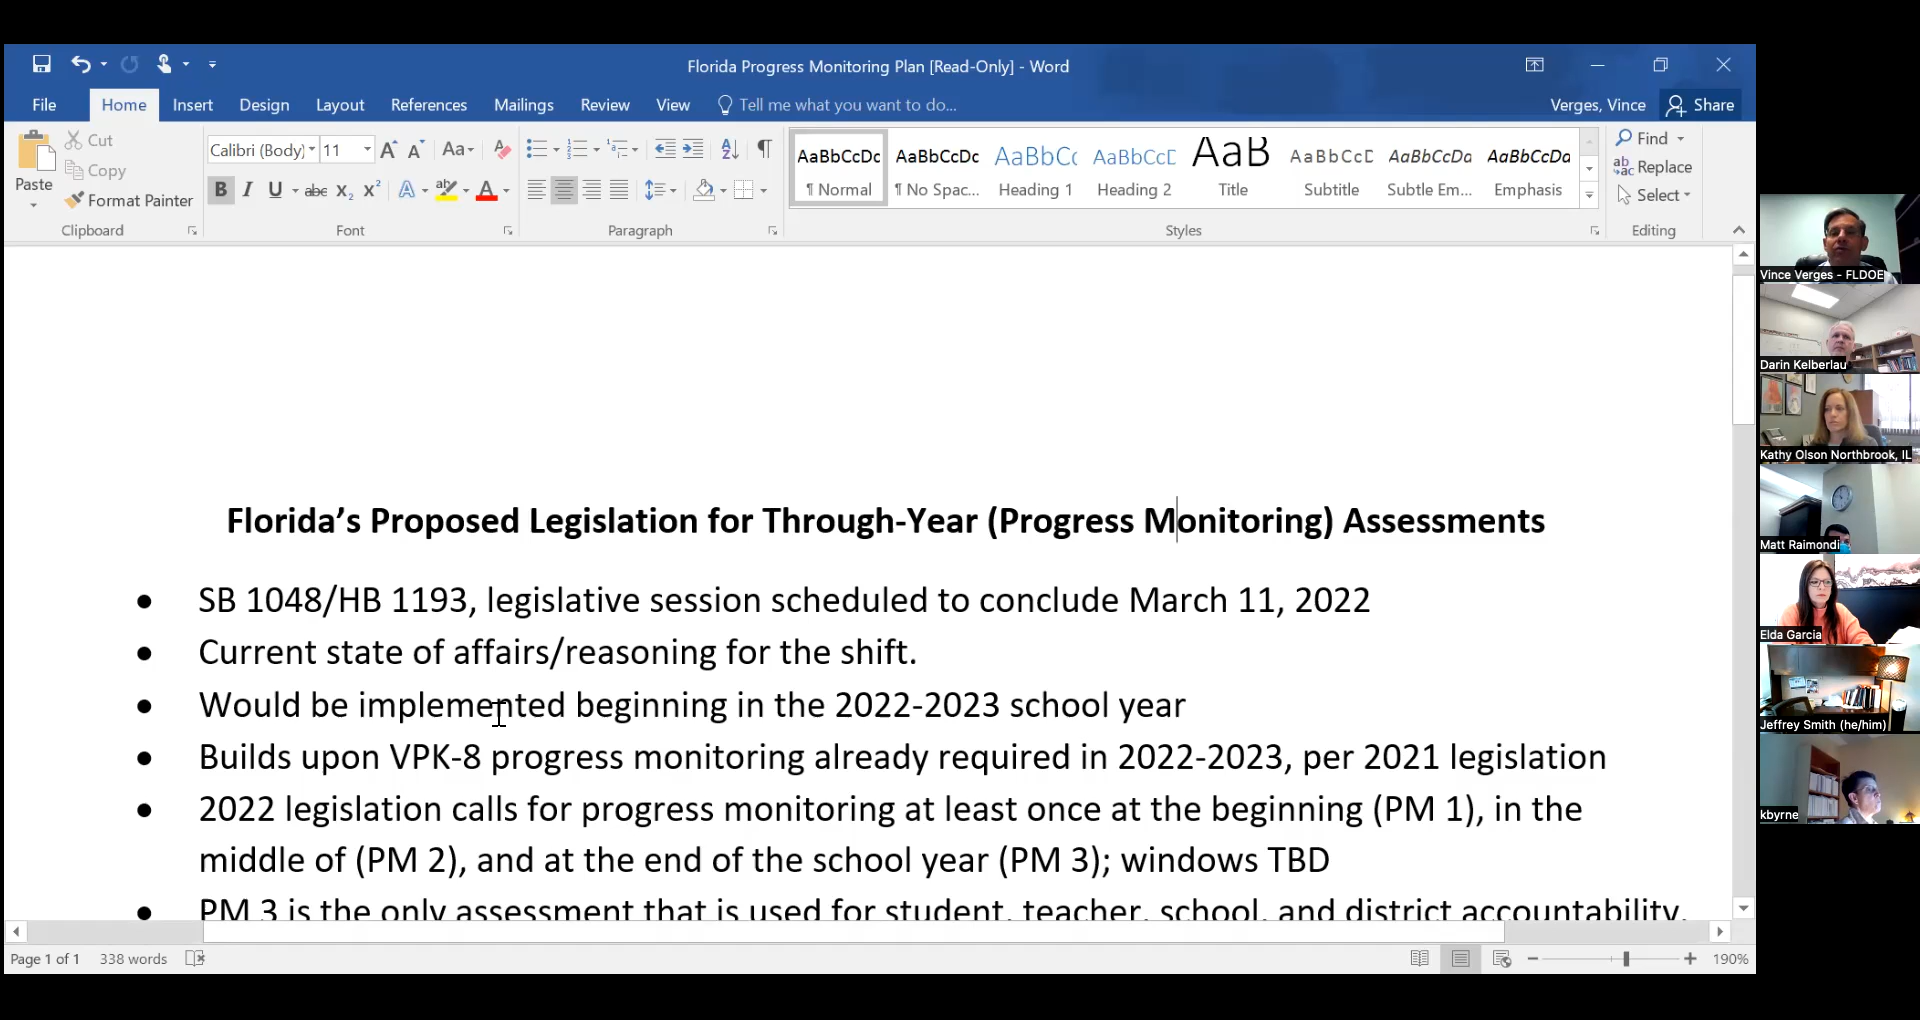 Florida Progress Monitoring Plan [Read-Only] - Word
File Home Insert Design Layout References Mailings Review View Tell me what you want to do... Verges, Vince Share
Paste
Cut
Copy
Format Painter
Clipboard
Calibri (Body) 11
Font
Paragraph
AaBbCcDc AaBbCcDc AaBbCc AaBbCcD AaB AaBbCcD AaBbCcDa AaBbCcDa
¶ Normal ¶ No Spac... Heading 1 Heading 2 Title Subtitle Subtle Em... Emphasis
Styles
Find
Replace
Select
Editing
Florida’s Proposed Legislation for Through-Year (Progress Monitoring) Assessments
● SB 1048/HB 1193, legislative session scheduled to conclude March 11, 2022
● Current state of affairs/reasoning for the shift.
● Would be implemented beginning in the 2022-2023 school year
● Builds upon VPK-8 progress monitoring already required in 2022-2023, per 2021 legislation
● 2022 legislation calls for progress monitoring at least once at the beginning (PM 1), in the
middle of (PM 2), and at the end of the school year (PM 3); windows TBD
● PM 3 is the only assessment that is used for student, teacher, school, and district accountability.
Page 1 of 1 338 words 190%
Vince Verges - FLDOE
Darin Kelberlau
Kathy Olson Northbrook, IL
Matt Raimondi
Elda Garcia
Jeffrey Smith (he/him)
kbyrne